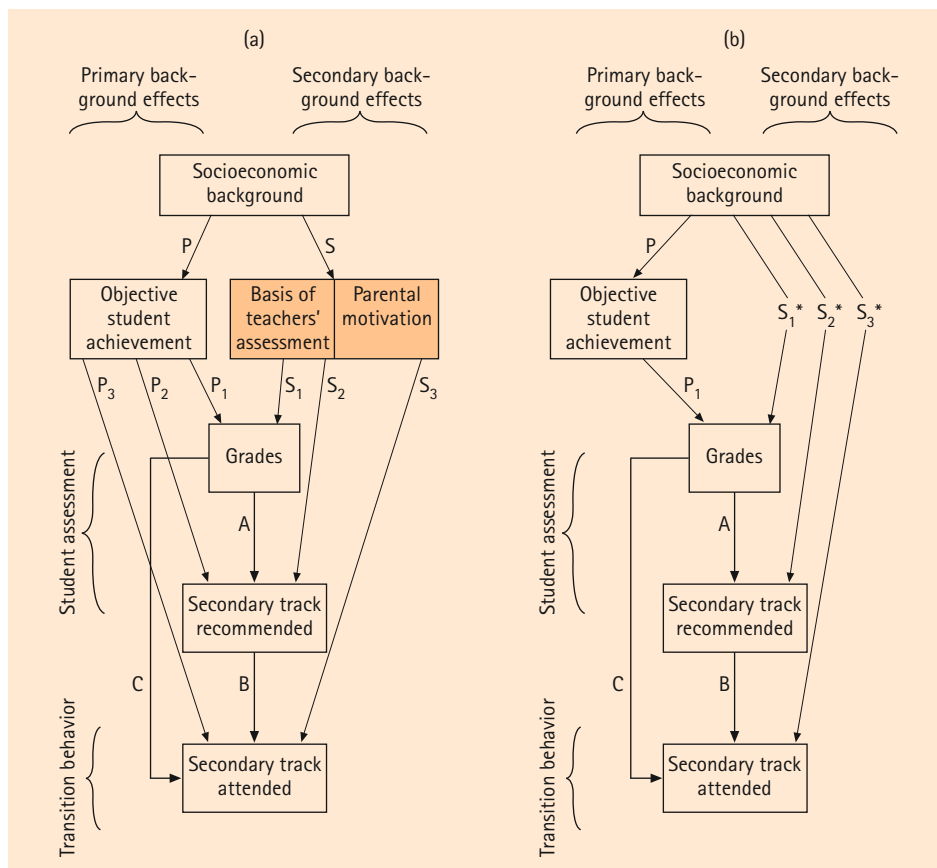 (a)
Primary back-
ground effects
Secondary back-
ground effects
Socioeconomic
background
P
S
Objective
student
achievement
Basis of
teachers'
assessment
Parental
motivation
P3
P2
P1
S1
S2
S3
Grades
Student assessment
A
Secondary track
recommended
C
B
Transition behavior
Secondary track
attended
(b)
Primary back-
ground effects
Secondary back-
ground effects
Socioeconomic
background
P
Objective
student
achievement
S1*
S2*
S3*
P1
Grades
Student assessment
A
Secondary track
recommended
C
B
Transition behavior
Secondary track
attended